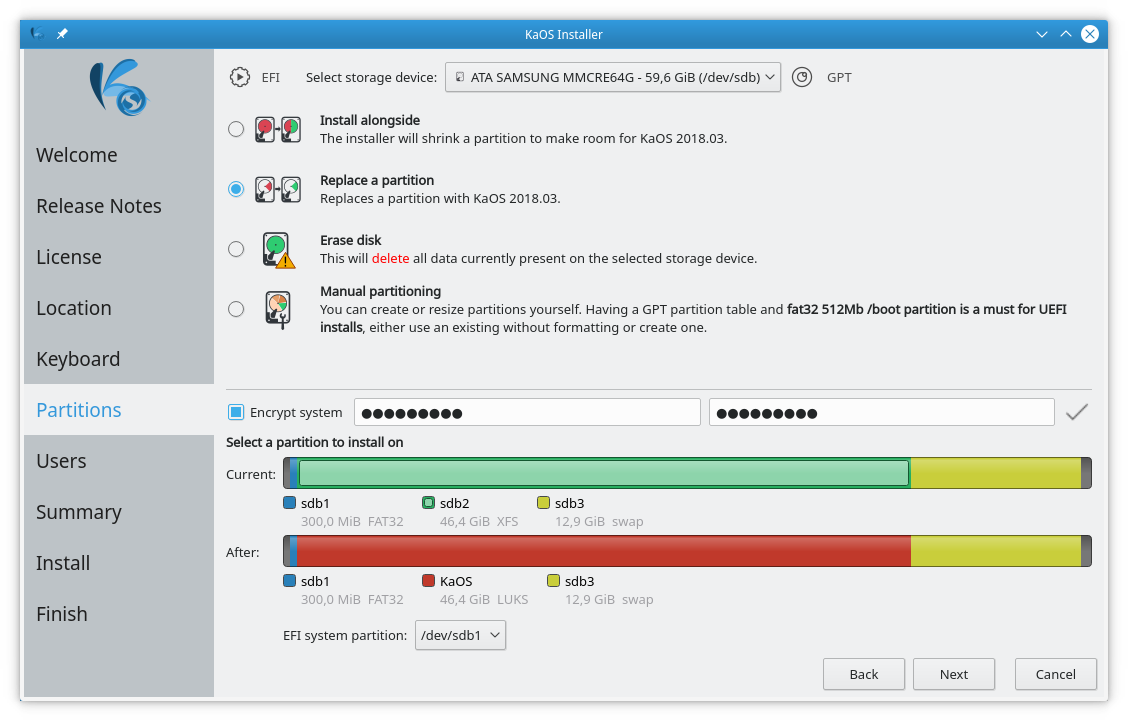 KaOS Installer
EFI Select storage device: ATA SAMSUNG MMCRE64G - 59,6 GiB (/dev/sdb) GPT
Install alongside
The installer will shrink a partition to make room for KaOS 2018.03.
Welcome
Replace a partition
Replaces a partition with KaOS 2018.03.
Release Notes
Erase disk
This will delete all data currently present on the selected storage device.
License
Manual partitioning
You can create or resize partitions yourself. Having a GPT partition table and fat32 512Mb /boot partition is a must for UEFI
installs, either use an existing without formatting or create one.
Location
Keyboard
Partitions
Encrypt system ●●●●●●●●● ●●●●●●●●●
Select a partition to install on
Users
Current:
sdb1 sdb2 sdb3
300,0 MiB FAT32 46,4 GiB XFS 12,9 GiB swap
Summary
After:
Install
sdb1 KaOS sdb3
300,0 MiB FAT32 46,4 GiB LUKS 12,9 GiB swap
Finish
EFI system partition: /dev/sdb1
Back Next Cancel